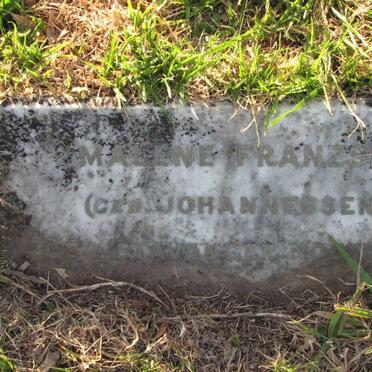 MALENE FRANZ
(GEB. JOHANNESSEN